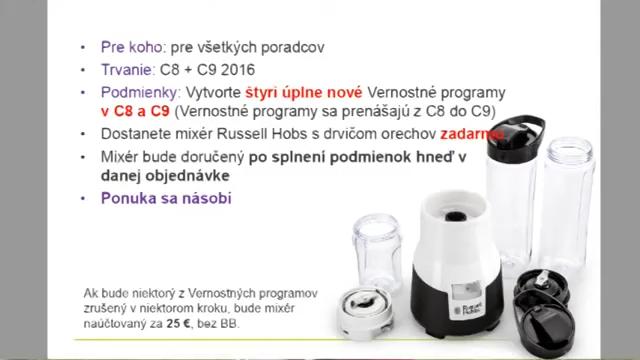 Pre koho: pre všetkých poradcov
Trvanie: C8 + C9 2016
Podmienky: Vytvorte štyri úplne nové Vernostné programy
v C8 a C9 (Vernostné programy sa prenášajú z C8 do C9)
Dostanete mixér Russell Hobs s drvičom orechov zadarmo
Mixér bude doručený po splnení podmienok hneď v
danej objednávke
Ponuka sa násobí
Ak bude niektorý z Vernostných programov
zrušený v niektorom kroku, bude mixér
naúčtovaný za 25 €, bez BB.
Russell
Hobbs